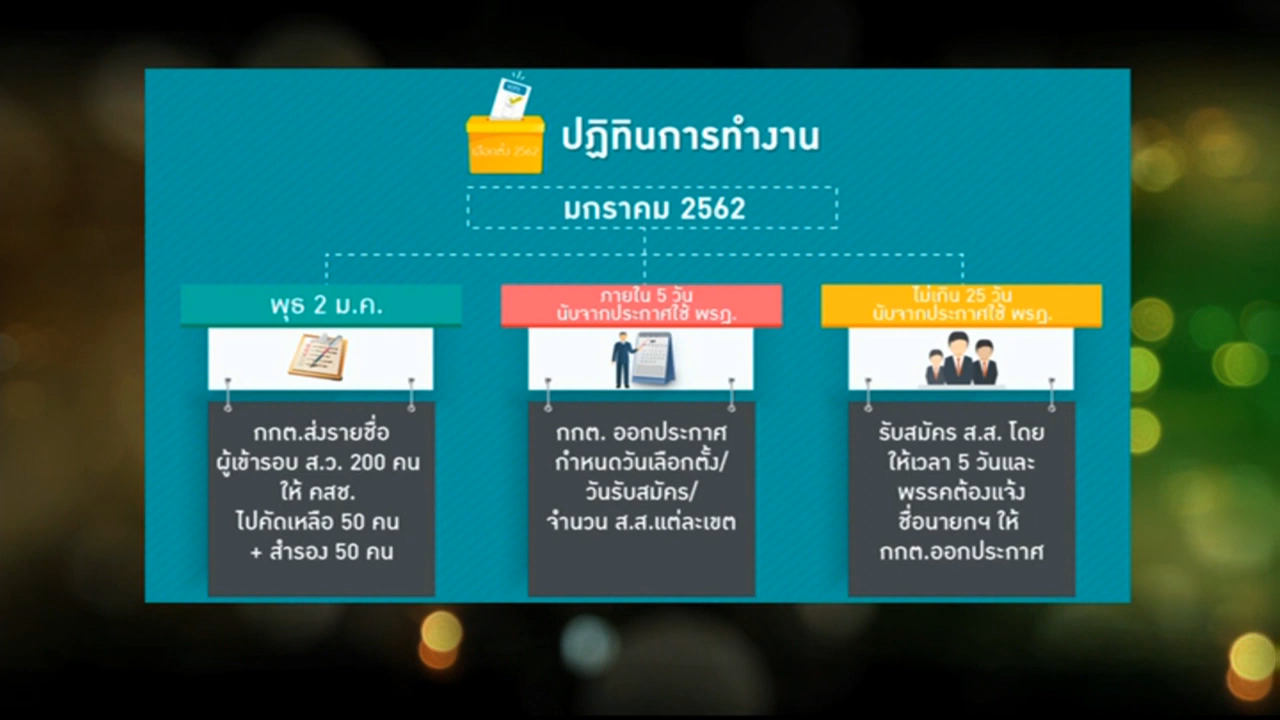 VOTE
เลือกตั้ง 2562
ปฏิทินการทำงาน
มกราคม 2562
พุธ 2 ม.ค.
กกต.ส่งรายชื่อ
ผู้เข้ารอบ ส.ว. 200 คน
ให้ คสช.
ไปคัดเหลือ 50 คน
+ สำรอง 50 คน
ภายใน 5 วัน
นับจากประกาศใช้ พรฎ.
กกต. ออกประกาศ
กำหนดวันเลือกตั้ง/
วันรับสมัคร/
จำนวน ส.ส.แต่ละเขต
ไม่เกิน 25 วัน
นับจากประกาศใช้ พรฎ.
รับสมัคร ส.ส. โดย
ให้เวลา 5 วันและ
พรรคต้องแจ้ง
ชื่อนายกฯ ให้
กกต.ออกประกาศ